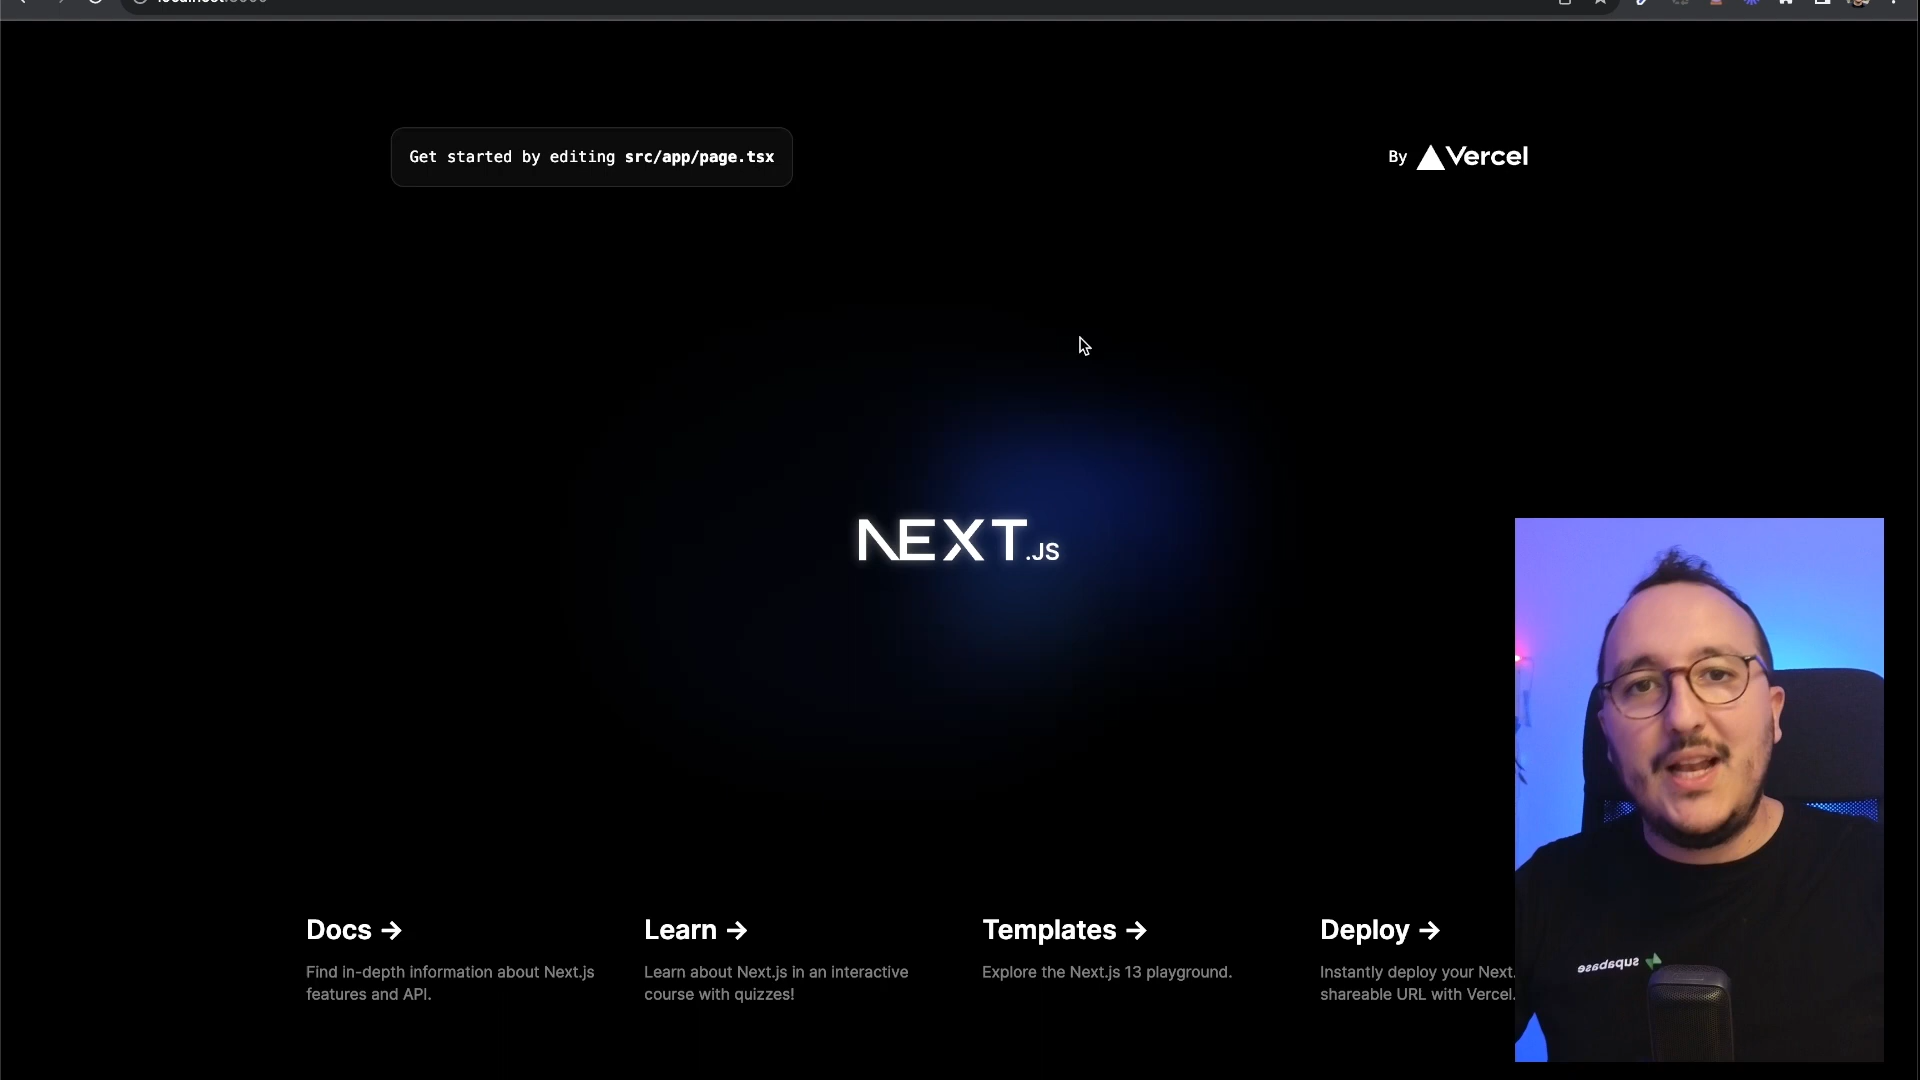 Get started by editing src/app/page.tsx
By Vercel
NEXT.JS
Docs ->
Find in-depth information about Next.js
features and API.
Learn ->
Learn about Next.js in an interactive
course with quizzes!
Templates ->
Explore the Next.js 13 playground.
Deploy ->
Instantly deploy your Next.
shareable URL with Vercel.
supabase